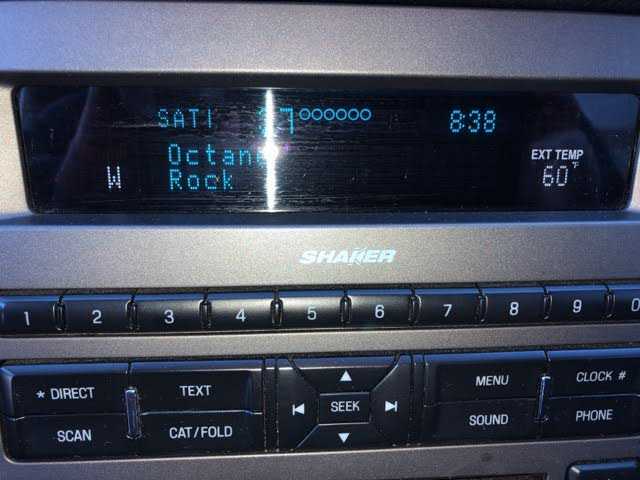 SAT1 37°°°°°° 8:38
Octane
Rock
W
EXT TEMP
60°F
SHAKER
1 2 3 4 5 6 7 8 9 0
* DIRECT TEXT MENU CLOCK #
SEEK
SCAN CAT/FOLD SOUND PHONE